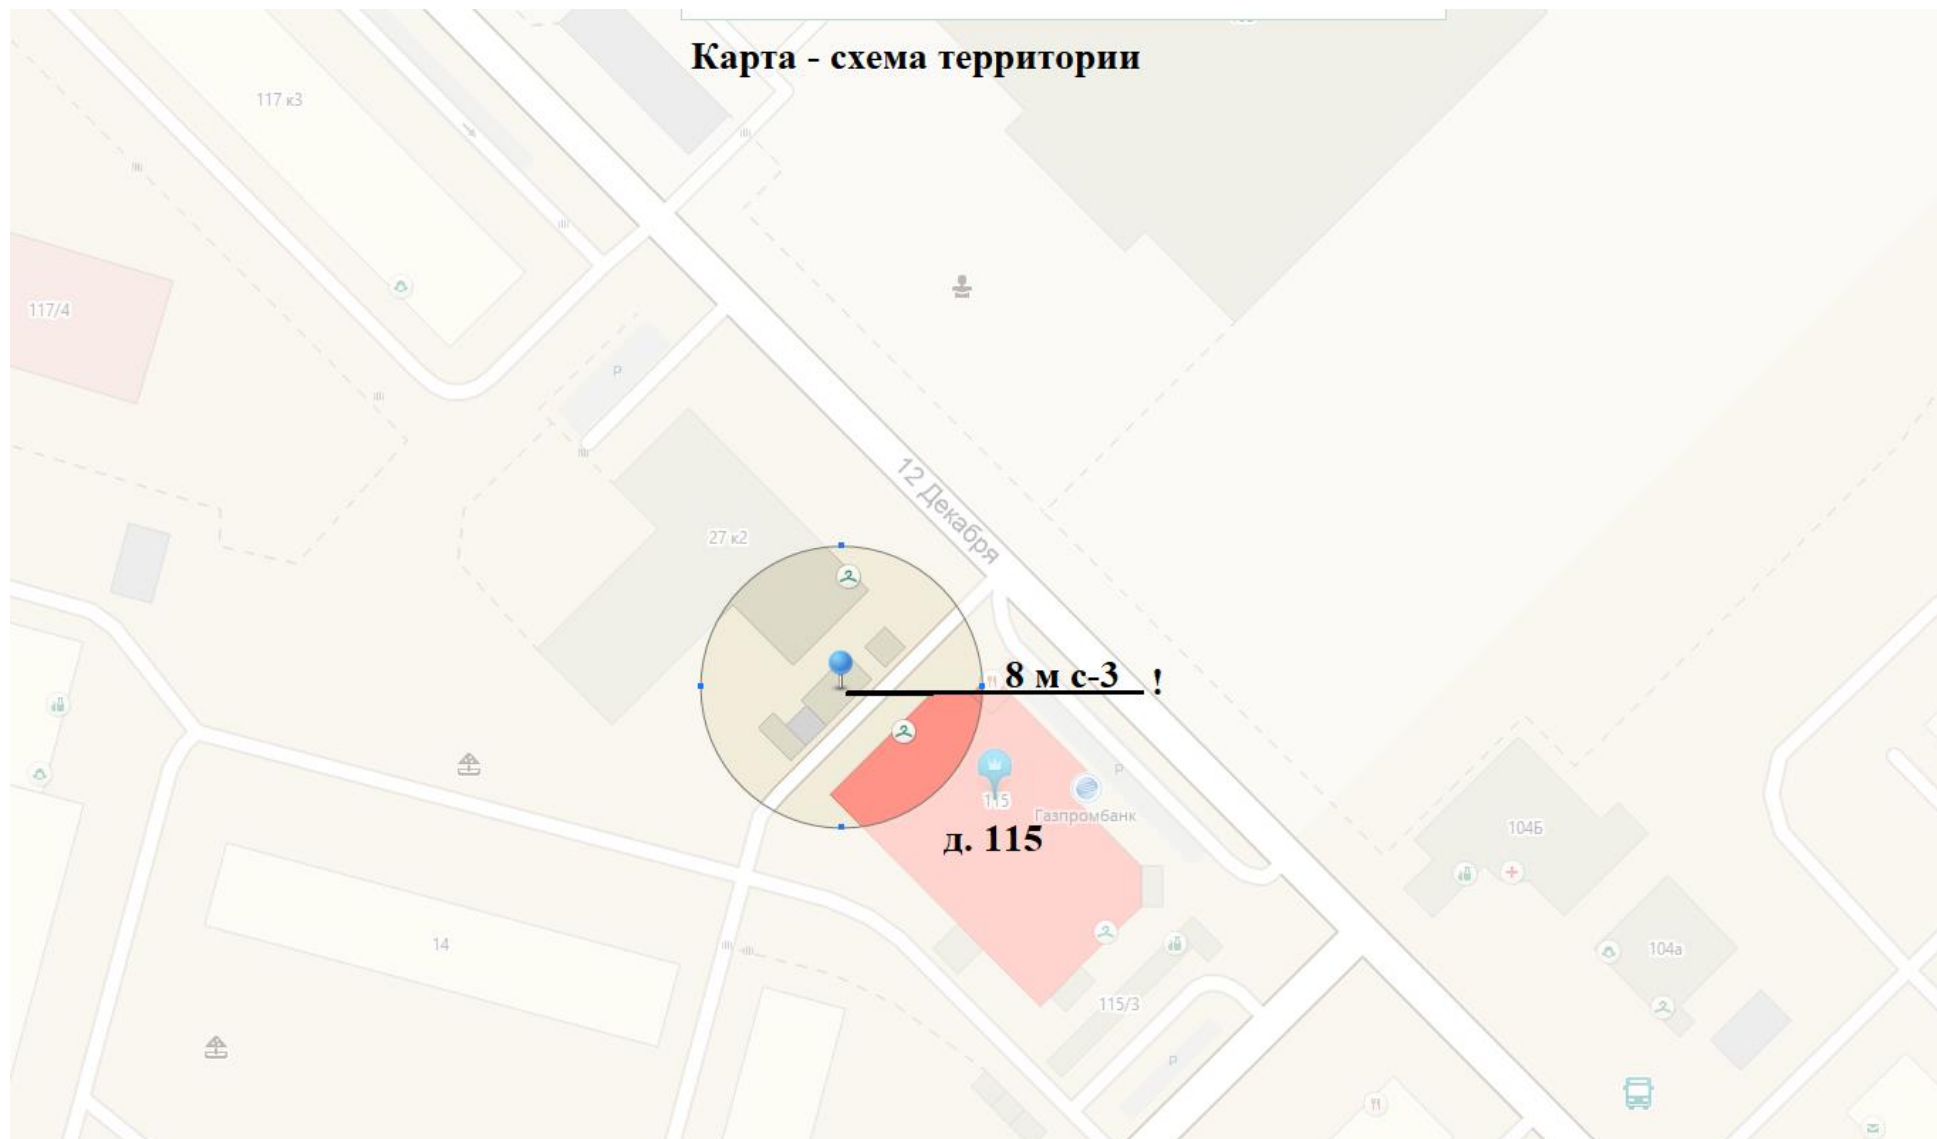 Карта - схема территории
117 к3
117/4
P
12 Декабря
27 к2
8 м с-3 !
P
115
Газпромбанк
д. 115
104Б
14
104а
115/3
P